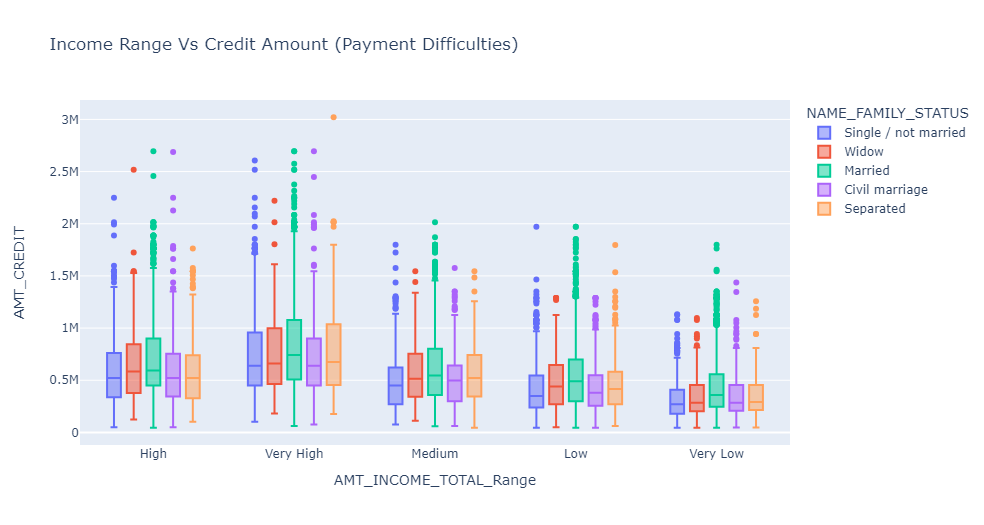 Income Range Vs Credit Amount (Payment Difficulties)
NAME_FAMILY_STATUS
Single / not married
Widow
Married
Civil marriage
Separated
AMT_CREDIT
3M
2.5M
2M
1.5M
1M
0.5M
0
High
Very High
Medium
Low
Very Low
AMT_INCOME_TOTAL_Range